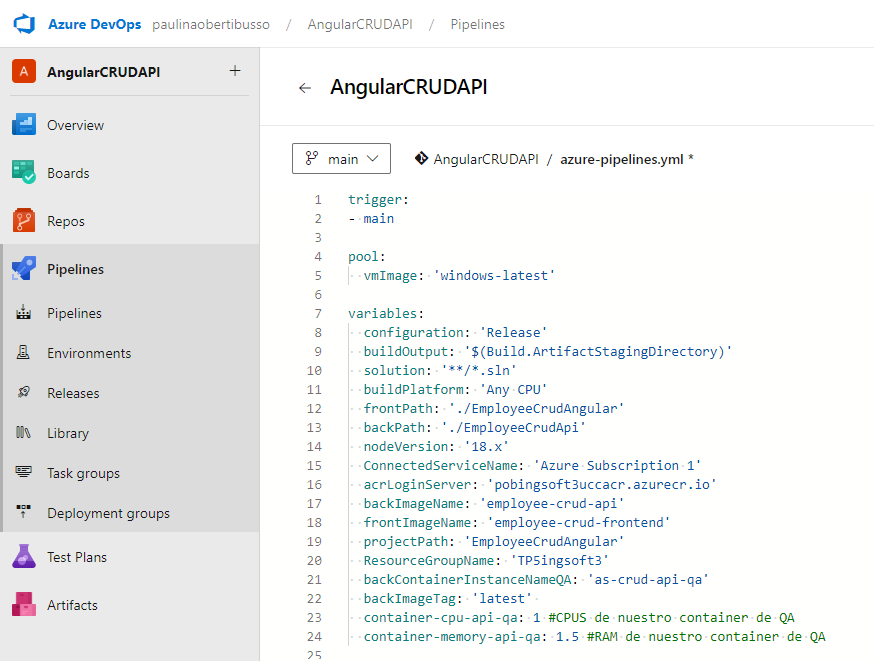 Azure DevOps paulinaobertibusso / AngularCRUDAPI / Pipelines
A AngularCRUDAPI +
Overview
Boards
Repos
Pipelines
Pipelines
Environments
Releases
Library
Task groups
Deployment groups
Test Plans
Artifacts
← AngularCRUDAPI
main AngularCRUDAPI / azure-pipelines.yml *
1 trigger:
2 - main
3
4 pool:
5   vmImage: 'windows-latest'
6
7 variables:
8   configuration: 'Release'
9   buildOutput: '$(Build.ArtifactStagingDirectory)'
10   solution: '**/*.sln'
11   buildPlatform: 'Any CPU'
12   frontPath: './EmployeeCrudAngular'
13   backPath: './EmployeeCrudApi'
14   nodeVersion: '18.x'
15   ConnectedServiceName: 'Azure Subscription 1'
16   acrLoginServer: 'pobingsoft3uccacr.azurecr.io'
17   backImageName: 'employee-crud-api'
18   frontImageName: 'employee-crud-frontend'
19   projectPath: 'EmployeeCrudAngular'
20   ResourceGroupName: 'TP5ingsoft3'
21   backContainerInstanceNameQA: 'as-crud-api-qa'
22   backImageTag: 'latest'
23   container-cpu-api-qa: 1 #CPUS de nuestro container de QA
24   container-memory-api-qa: 1.5 #RAM de nuestro container de QA
25